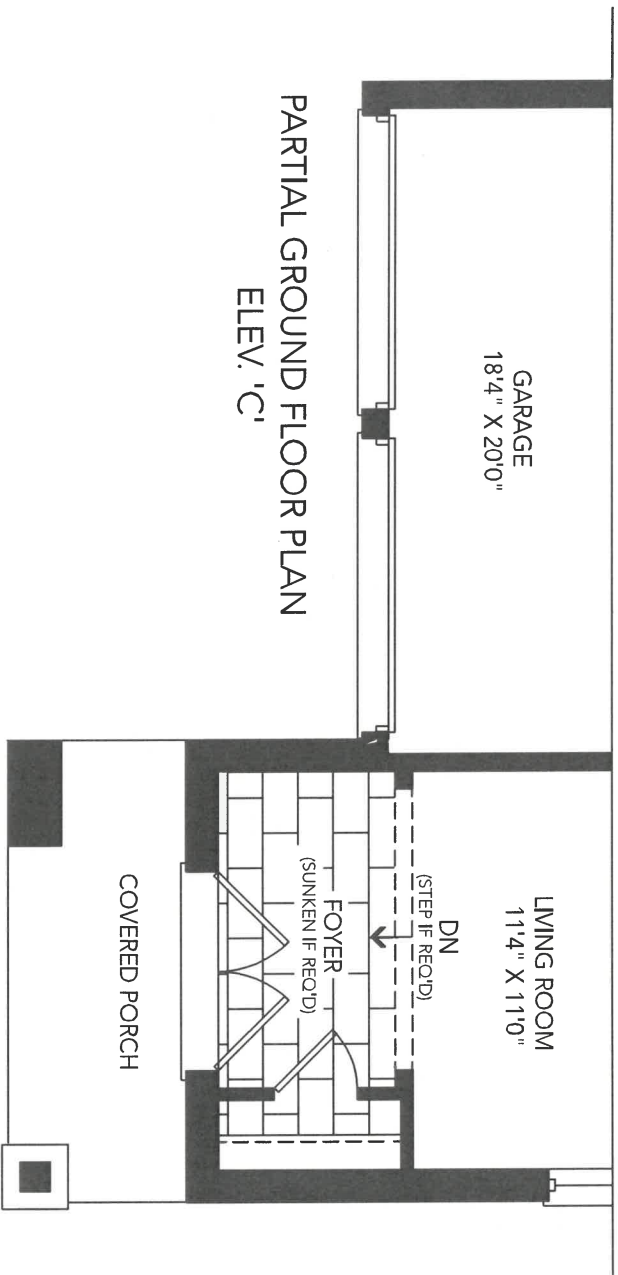 GARAGE
18'4" X 20'0"
LIVING ROOM
11'4" X 11'0"
DN
(STEP IF REQ'D)
FOYER
(SUNKEN IF REQ'D)
COVERED PORCH
PARTIAL GROUND FLOOR PLAN
ELEV. 'C'